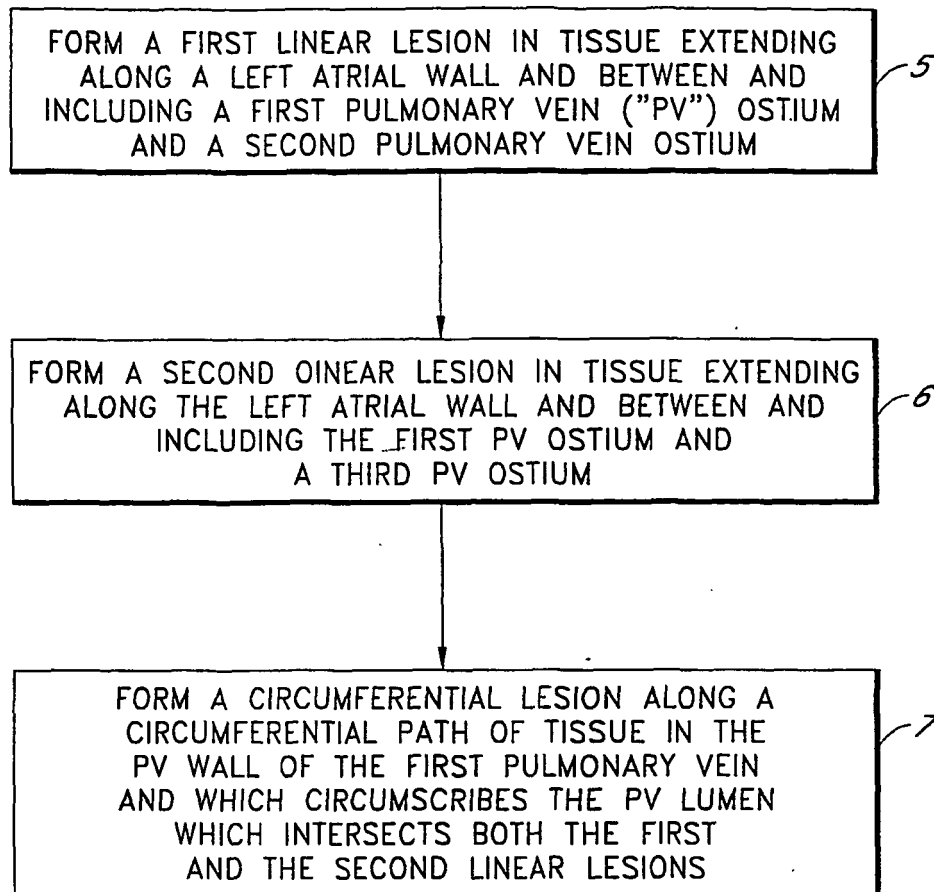 FORM A FIRST LINEAR LESION IN TISSUE EXTENDING
ALONG A LEFT ATRIAL WALL AND BETWEEN AND
INCLUDING A FIRST PULMONARY VEIN ("PV") OSTIUM
AND A SECOND PULMONARY VEIN OSTIUM
5
FORM A SECOND OINEAR LESION IN TISSUE EXTENDING
ALONG THE LEFT ATRIAL WALL AND BETWEEN AND
INCLUDING THE FIRST PV OSTIUM AND
A THIRD PV OSTIUM
6
FORM A CIRCUMFERENTIAL LESION ALONG A
CIRCUMFERENTIAL PATH OF TISSUE IN THE
PV WALL OF THE FIRST PULMONARY VEIN
AND WHICH CIRCUMSCRIBES THE PV LUMEN
WHICH INTERSECTS BOTH THE FIRST
AND THE SECOND LINEAR LESIONS
7